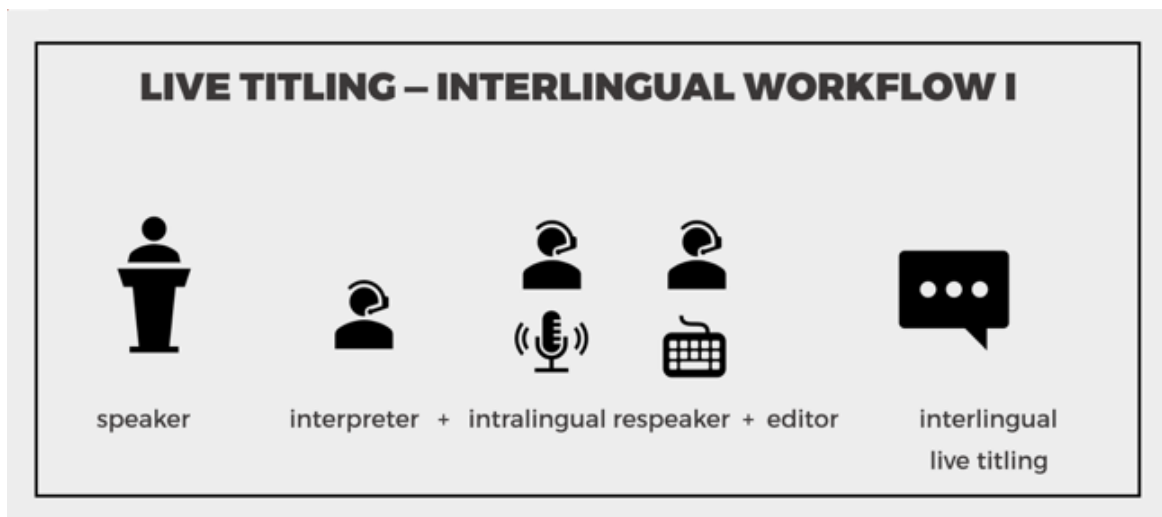 LIVE TITLING – INTERLINGUAL WORKFLOW I
speaker
interpreter + intralingual respeaker + editor
interlingual
live titling